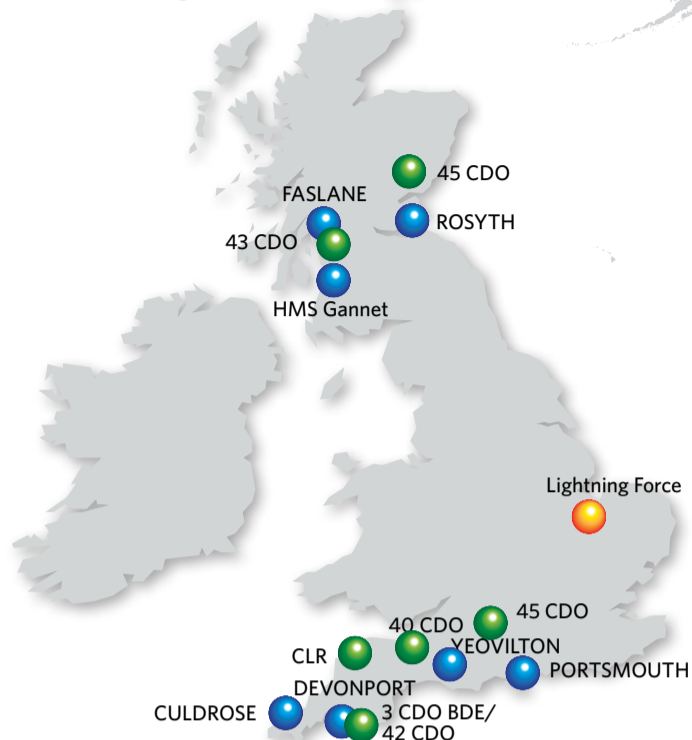 45 CDO
FASLANE
ROSYTH
43 CDO
HMS Gannet
Lightning Force
45 CDO
40 CDO
YEOVILTON
CLR
PORTSMOUTH
DEVONPORT
CULDROSE
3 CDO BDE/
42 CDO